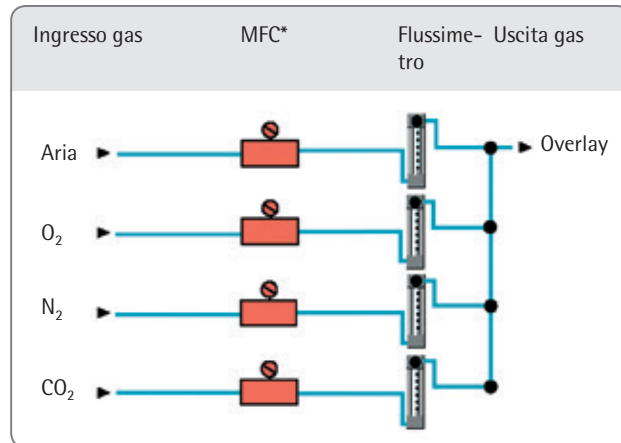 Ingresso gas MFC* Flussime- Uscita gas
tro
Aria Overlay
O₂
N₂
CO₂